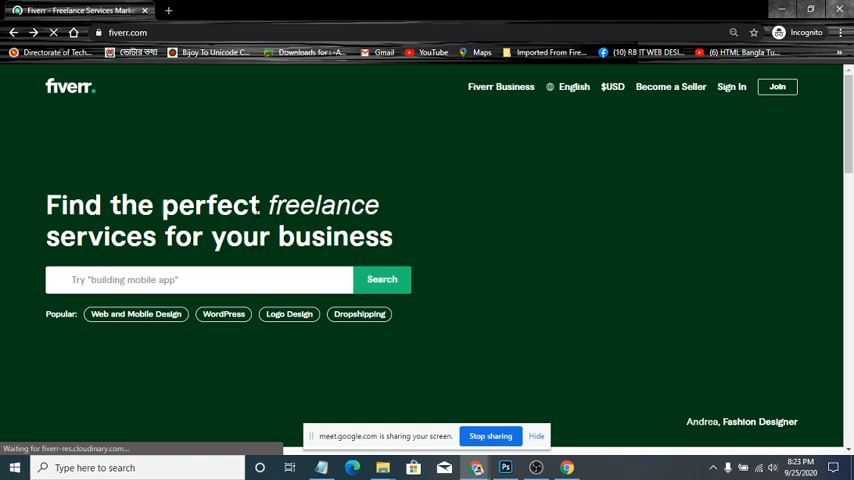 Fiverr - Freelance Services Marke
fiverr.com
Incognito
Directorate of Tech...
ভোটার তথ্য
Bijoy To Unicode C...
Downloads for : -A...
Gmail
YouTube
Maps
Imported From Fire...
(10) RB IT WEB DESI...
(6) HTML Bangla Tu...
»
fiverr.
Fiverr Business
English
$USD
Become a Seller
Sign In
Join
Find the perfect freelance
services for your business
Try "building mobile app"
Search
Popular:
Web and Mobile Design
WordPress
Logo Design
Dropshipping
Andrea, Fashion Designer
meet.google.com is sharing your screen.
Stop sharing
Hide
Waiting for fiverr-res.cloudinary.com...
Type here to search
8:23 PM
9/25/2020